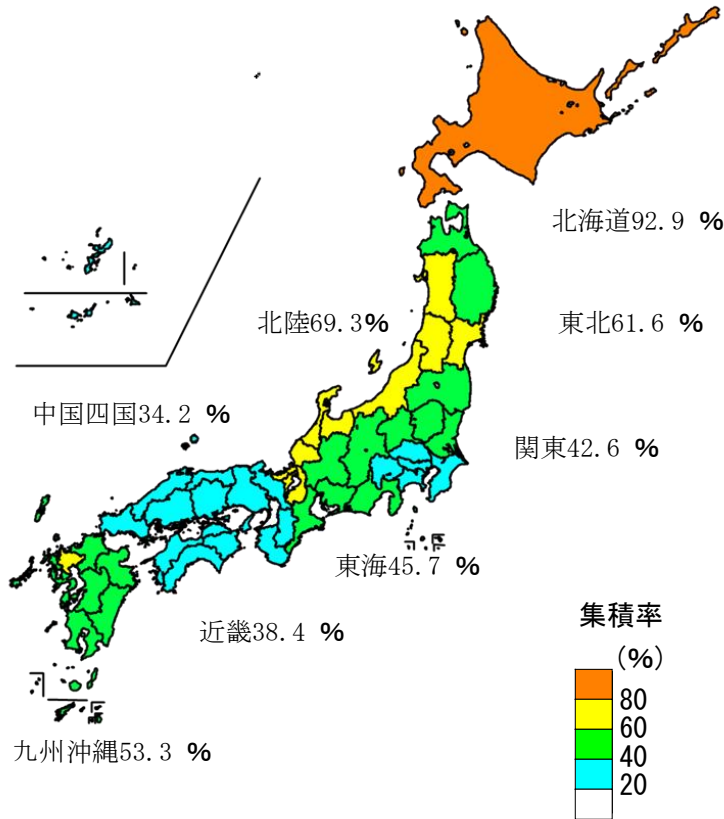 北海道92.9 %
北陸69.3%
東北61.6 %
中国四国34.2 %
関東42.6 %
東海45.7 %
近畿38.4 %
九州沖縄53.3 %
集積率
(%)
80
60
40
20